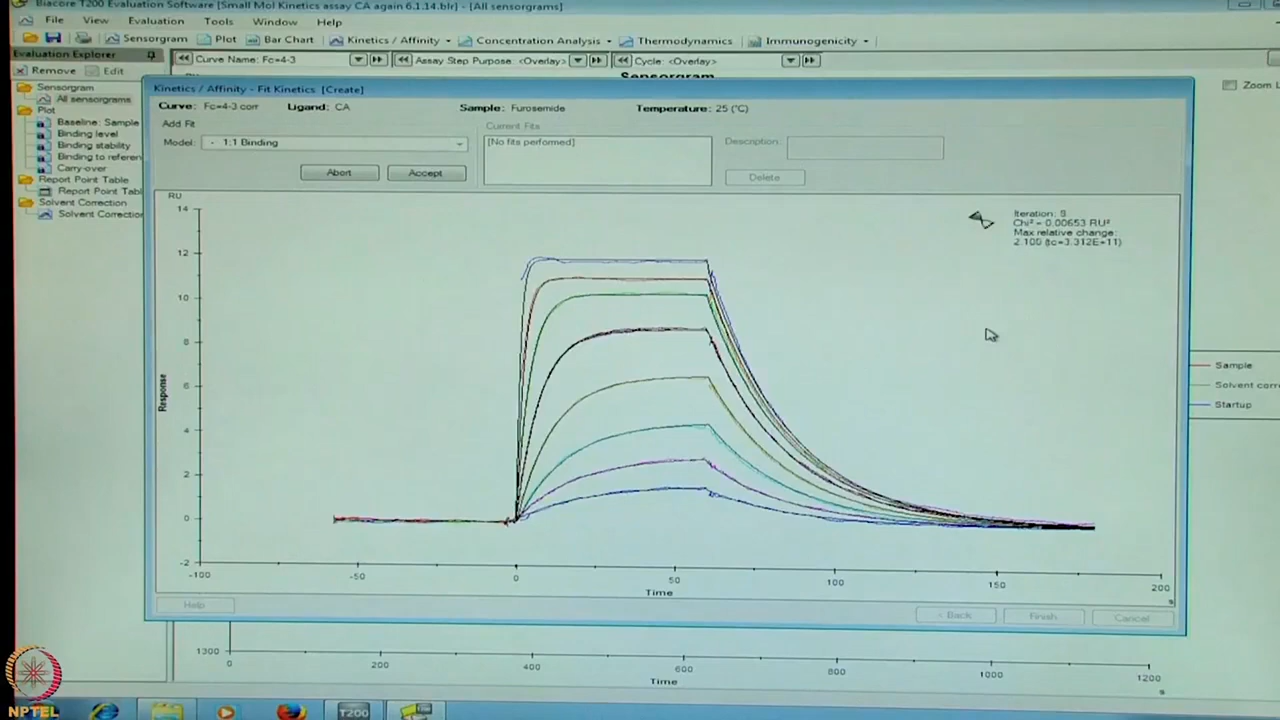 Biacore T200 Evaluation Software [Small Mol Kinetics assay CA again 6.1.14.blr] - [All sensorgrams]
File View Evaluation Tools Window Help
Sensorgram Plot Bar Chart Kinetics / Affinity Concentration Analysis Thermodynamics Immunogenicity
Evaluation Explorer
Curve Name: Fc=4-3 Assay Step Purpose: <Overlay> Cycle: <Overlay>
Remove Edit
Sensorgram
Zoom
Sensorgram
All sensorgrams
Plot
Baseline: Sample
Binding level
Binding stability
Binding to referen
Carry-over
Report Point Table
Report Point Tabl
Solvent Correction
Solvent Correctio
Kinetics / Affinity - Fit Kinetics [Create]
Curve: Fc=4-3 corr Ligand: CA Sample: Furosemide Temperature: 25 (°C)
Add Fit Current Fits
Model: 1:1 Binding [No fits performed] Description:
Abort Accept Delete
RU
14
12
10
8
6
4
2
0
-2
Response
Iteration: 9
Chi² = 0,00653 RU²
Max relative change:
2.100 (tc=3.312E+11)
-100 -50 0 50 100 150 200
Time s
Help < Back Finish Cancel
Sample
Solvent corr
Startup
1300
0 200 400 600 800 1000 1200
Time s
T200
NPTEL